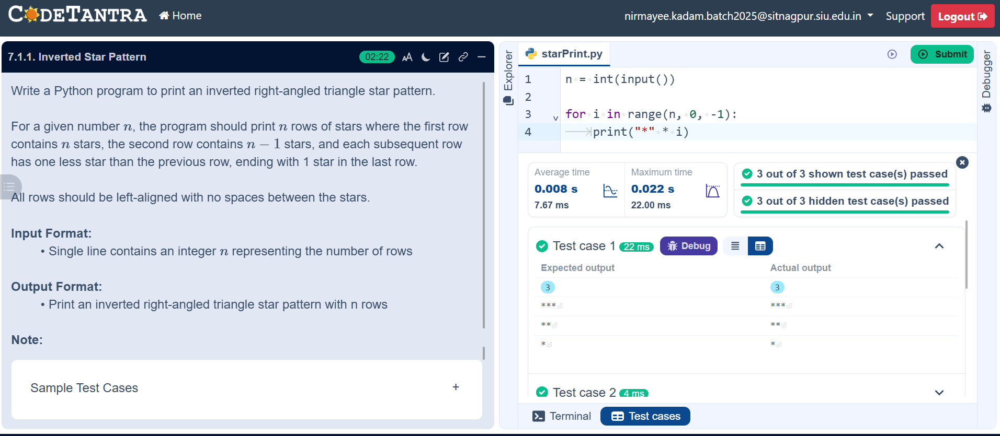 CODETANTRA
Home
nirmayee.kadam.batch2025@sitnagpur.siu.edu.in
Support
Logout
7.1.1. Inverted Star Pattern
02:22
AA
Write a Python program to print an inverted right-angled triangle star pattern.
For a given number n, the program should print n rows of stars where the first row
contains n stars, the second row contains n − 1 stars, and each subsequent row
has one less star than the previous row, ending with 1 star in the last row.
All rows should be left-aligned with no spaces between the stars.
Input Format:
• Single line contains an integer n representing the number of rows
Output Format:
• Print an inverted right-angled triangle star pattern with n rows
Note:
Sample Test Cases
+
Explorer
starPrint.py
Submit
Debugger
1 n = int(input())
2
3 for i in range(n, 0, -1):
4 print("*" * i)
Average time
0.008 s
7.67 ms
Maximum time
0.022 s
22.00 ms
3 out of 3 shown test case(s) passed
3 out of 3 hidden test case(s) passed
Test case 1 22 ms
Debug
Expected output Actual output
3 3
*** ***
** **
* *
Test case 2 4 ms
Terminal
Test cases